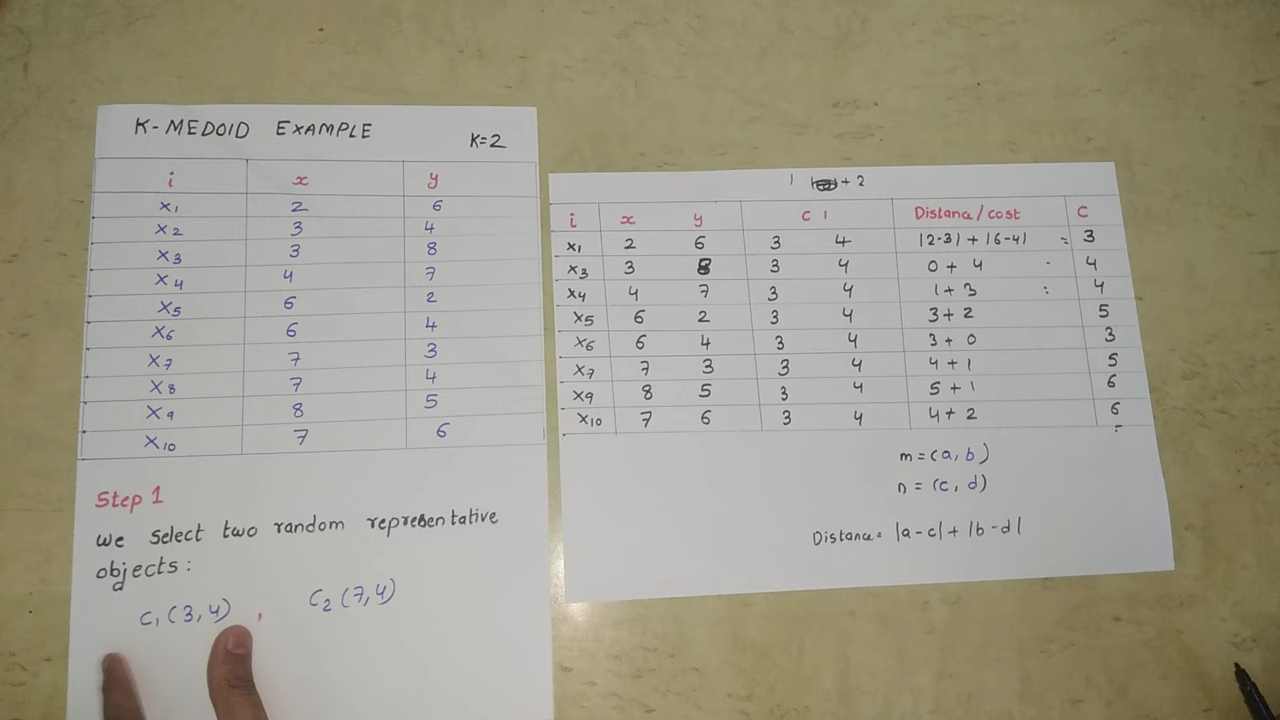 K-MEDOID EXAMPLE K=2
i x y
x1 2 6
x2 3 4
x3 3 8
x4 4 7
x5 6 2
x6 6 4
x7 7 3
x8 7 4
x9 8 5
x10 7 6
Step 1
we select two random representative
objects:
C1 (3,4) , C2 (7,4)
1 + 2
i x y C 1 Distance/cost C
x1 2 6 3 4 |2-3| + |6-4| = 3
x3 3 8 3 4 0 + 4 - 4
x4 4 7 3 4 1 + 3 : 4
x5 6 2 3 4 3 + 2 5
x6 6 4 3 4 3 + 0 3
x7 7 3 3 4 4 + 1 5
x9 8 5 3 4 5 + 1 6
x10 7 6 3 4 4 + 2 6
m = (a, b)
n = (c, d)
Distance = |a-c| + |b-d|